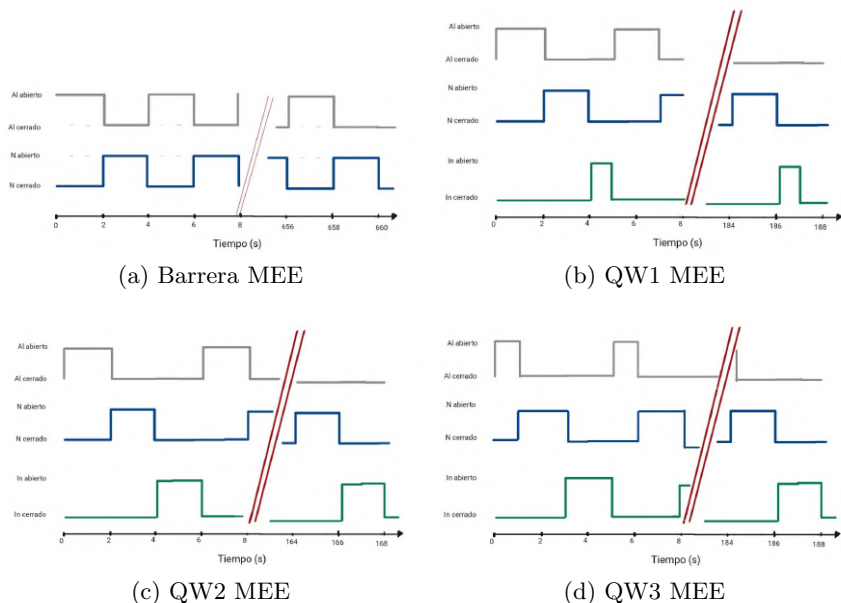 Al abierto
Al cerrado
N abierto
N cerrado
0 2 4 6 8 656 658 660
Tiempo (s)
(a) Barrera MEE
Al abierto
Al cerrado
N abierto
N cerrado
In abierto
In cerrado
0 2 4 6 8 184 186 188
Tiempo (s)
(b) QW1 MEE
Al abierto
Al cerrado
N abierto
N cerrado
In abierto
In cerrado
0 2 4 6 8 164 166 168
Tiempo (s)
(c) QW2 MEE
Al abierto
Al cerrado
N abierto
N cerrado
In abierto
In cerrado
0 2 4 6 8 184 186 188
Tiempo (s)
(d) QW3 MEE